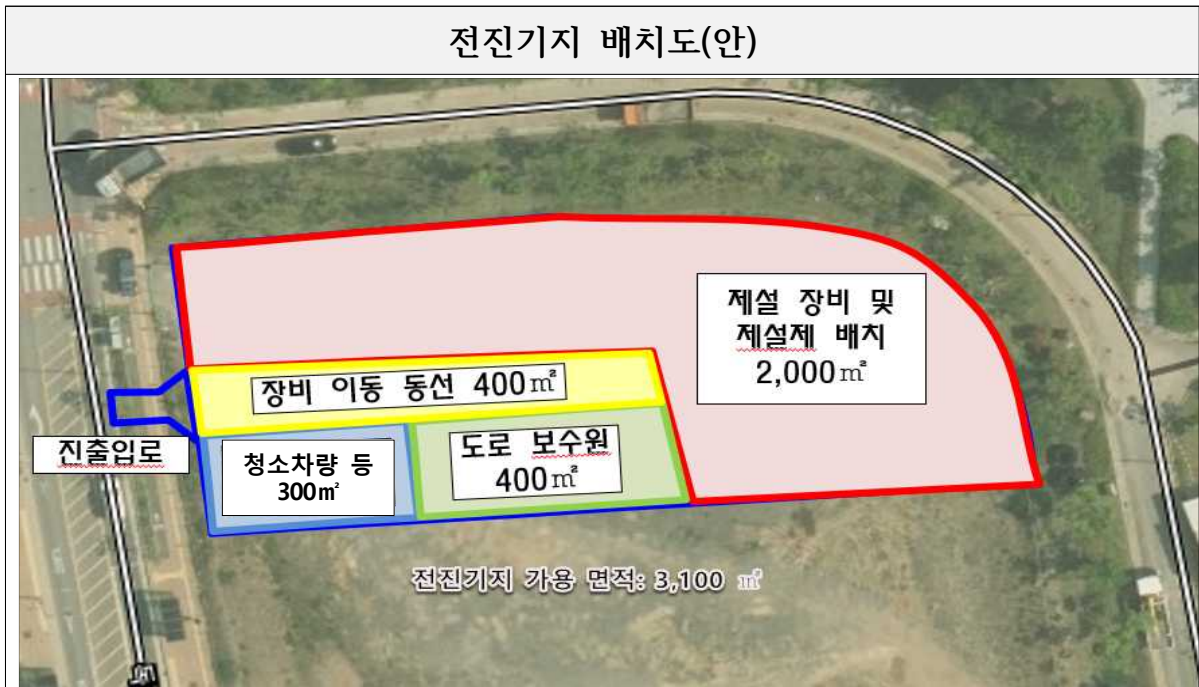 전진기지 배치도(안)
제설 장비 및
제설제 배치
2,000㎡
장비 이동 동선 400㎡
진출입로
청소차량 등
300㎡
도로 보수원
400㎡
전진기지 가용 면적: 3,100 ㎡